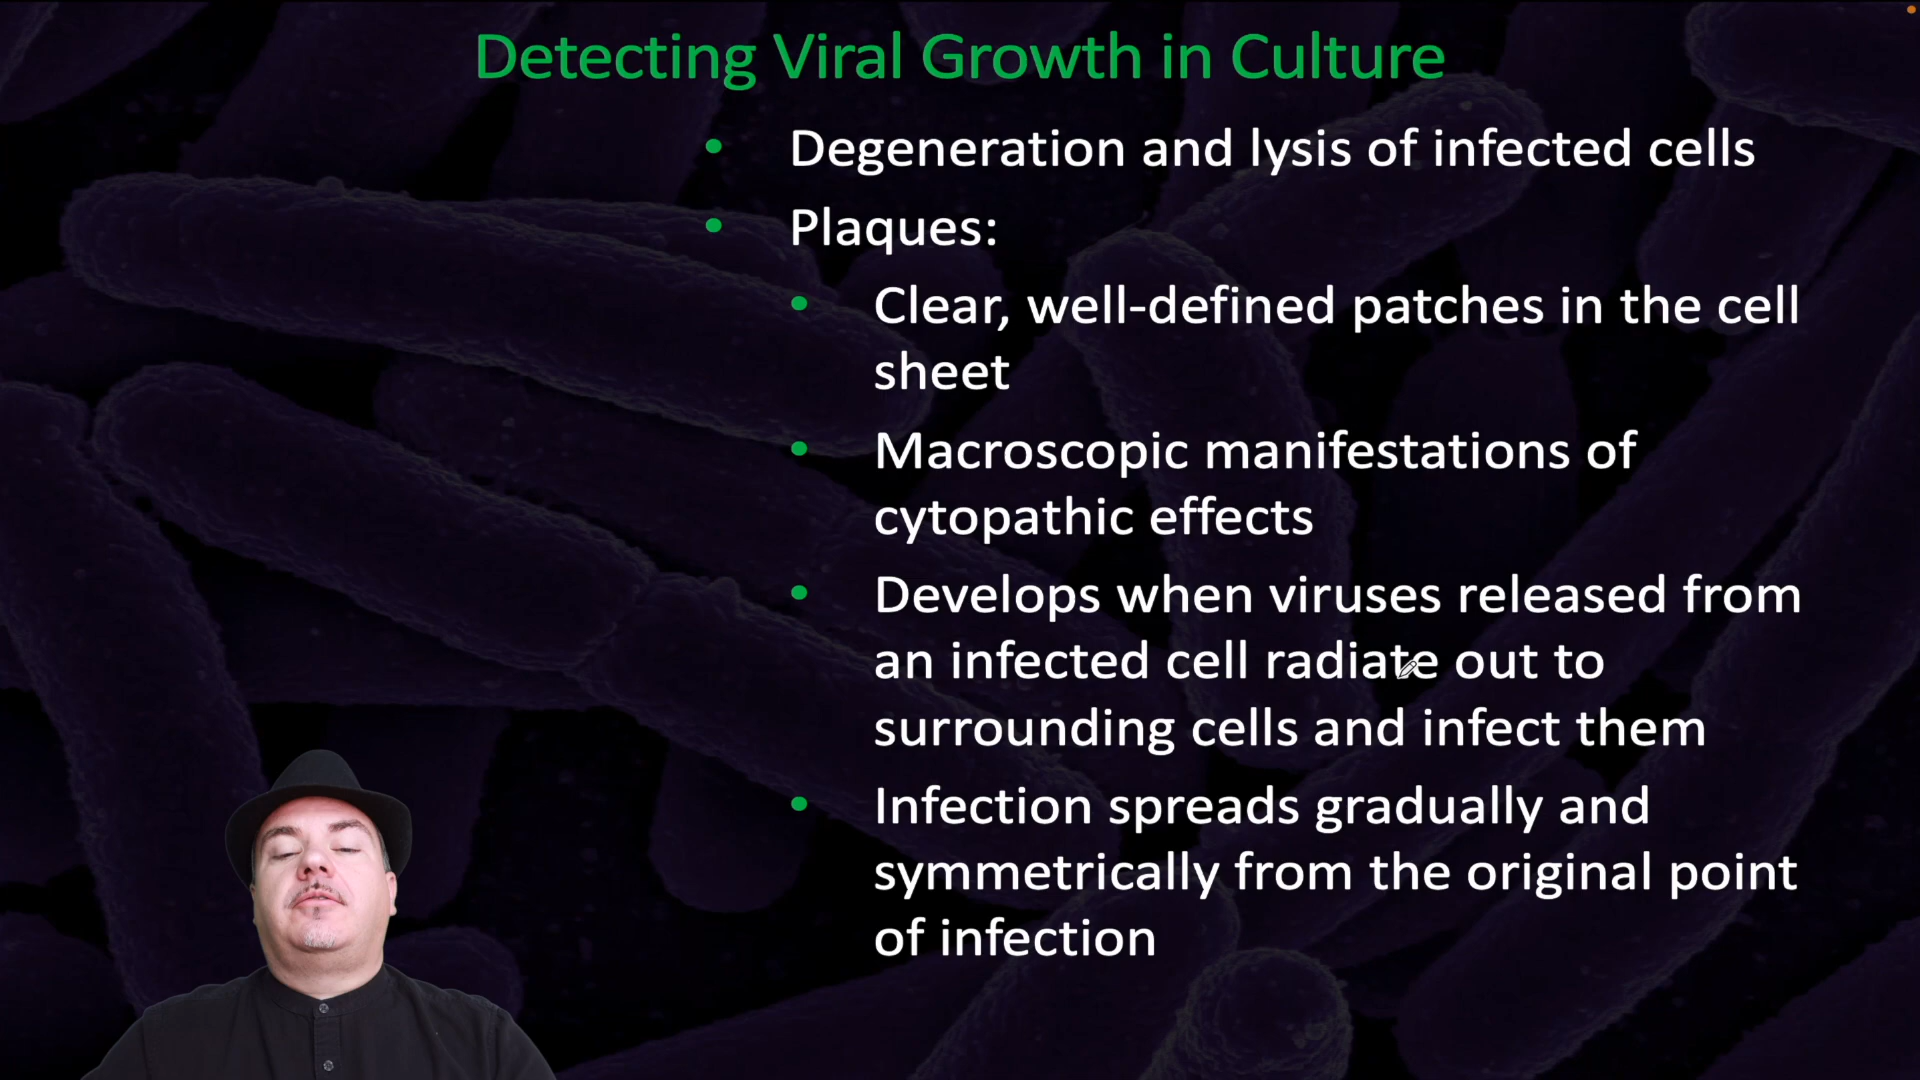 Detecting Viral Growth in Culture
• Degeneration and lysis of infected cells
• Plaques:
• Clear, well-defined patches in the cell
sheet
• Macroscopic manifestations of
cytopathic effects
• Develops when viruses released from
an infected cell radiate out to
surrounding cells and infect them
• Infection spreads gradually and
symmetrically from the original point
of infection